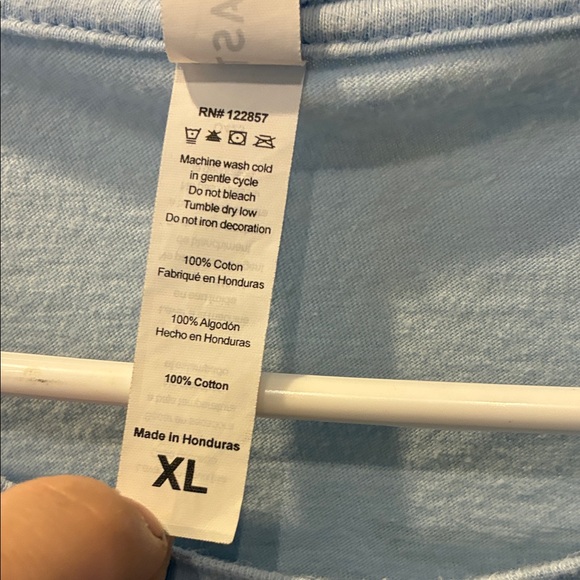 RN# 122857
Machine wash cold
in gentle cycle
Do not bleach
Tumble dry low
Do not iron decoration
100% Coton
Fabriqué en Honduras
100% Algodón
Hecho en Honduras
100% Cotton
Made in Honduras
XL